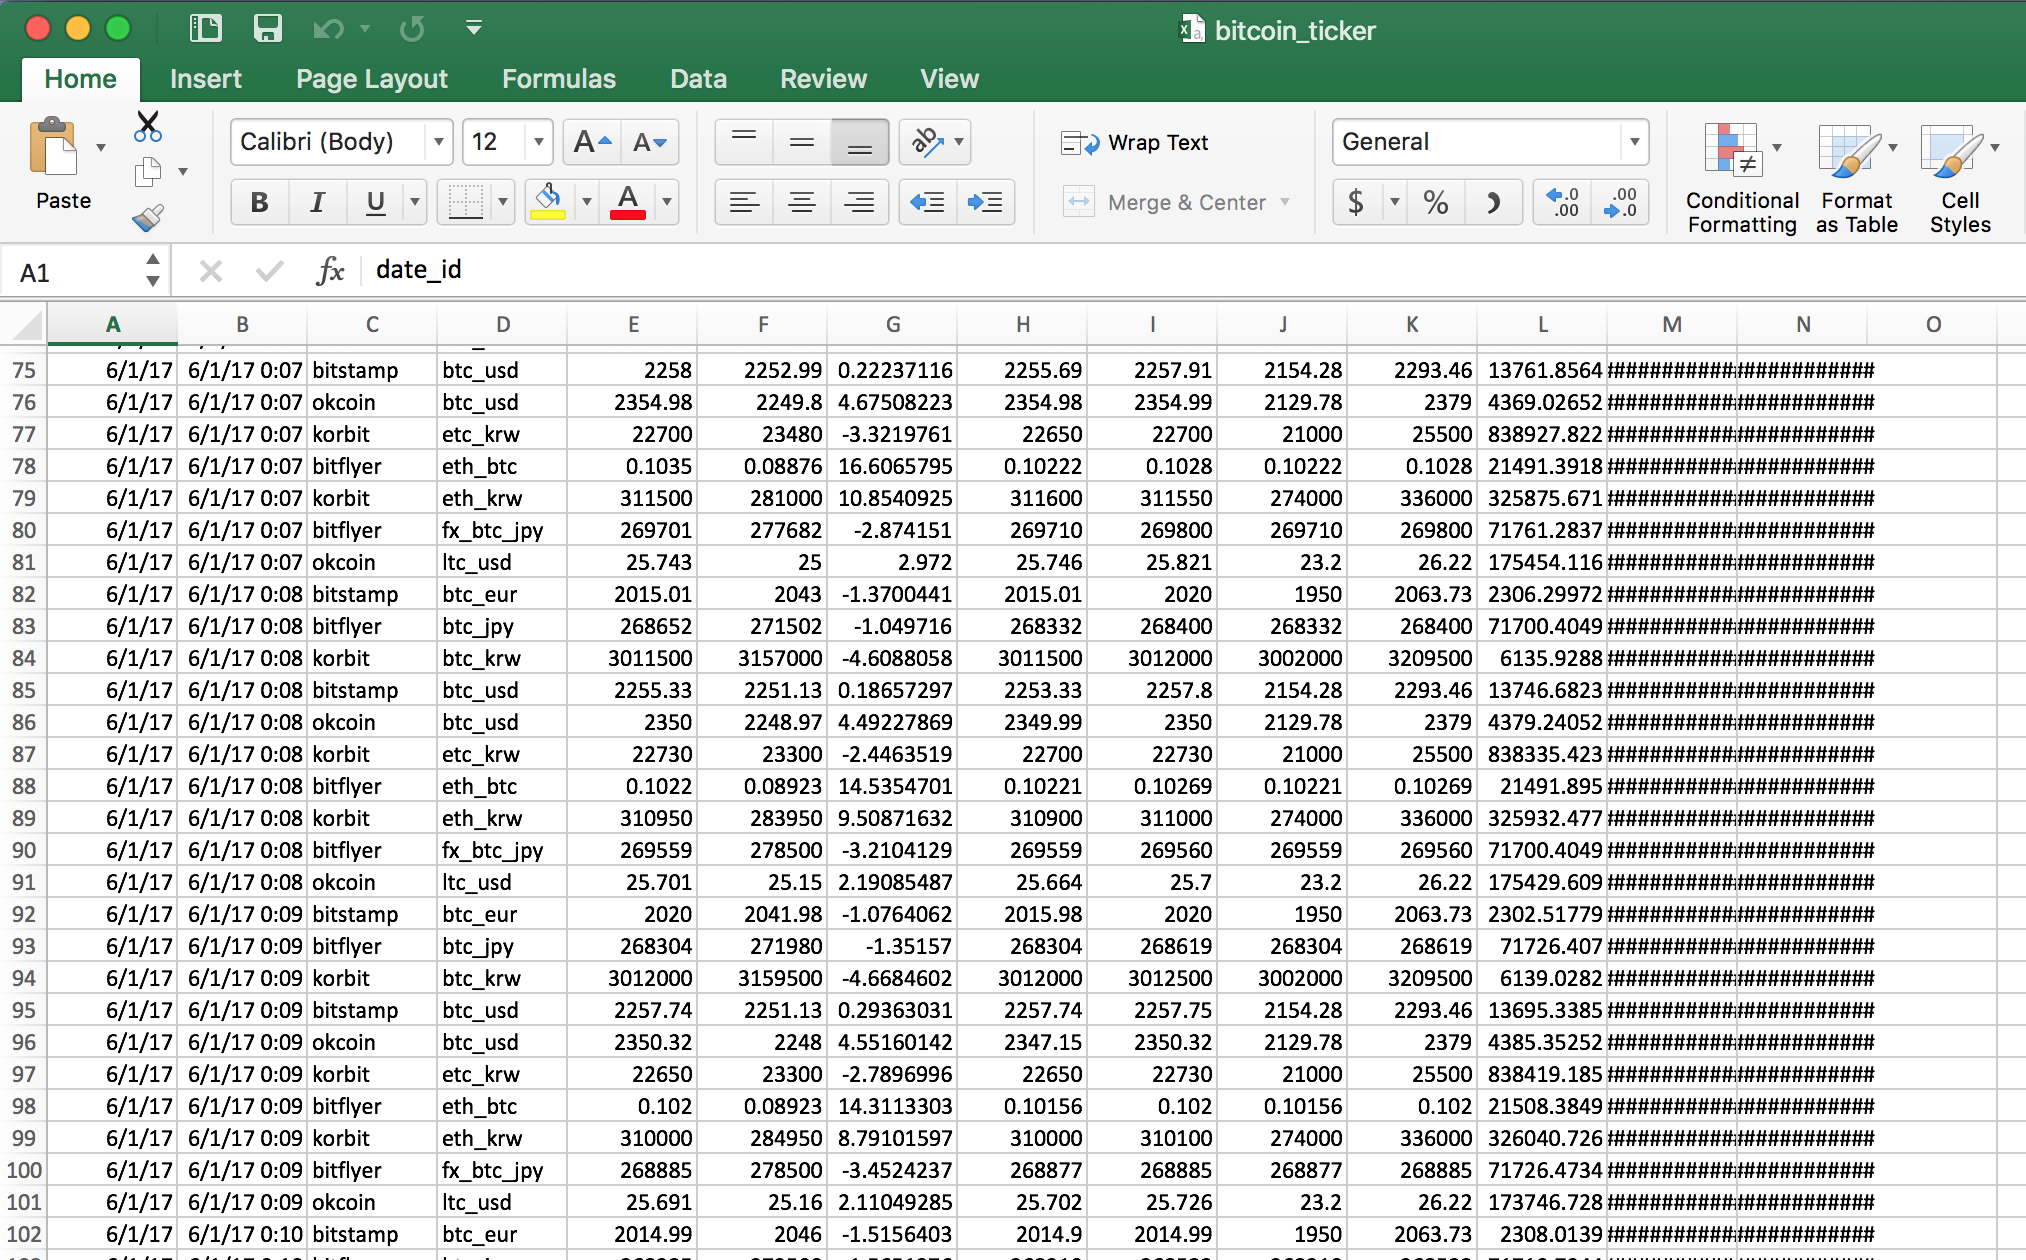 bitcoin_ticker
Home Insert Page Layout Formulas Data Review View
Paste Calibri (Body) 12 A A Wrap Text General
B I U A Merge & Center $ % .0 .00 .00 .0 Conditional Formatting Format as Table Cell Styles
A1 fx date_id
A B C D E F G H I J K L M N O
75 6/1/17 6/1/17 0:07 bitstamp btc_usd 2258 2252.99 0.22237116 2255.69 2257.91 2154.28 2293.46 13761.8564 ############ ############
76 6/1/17 6/1/17 0:07 okcoin btc_usd 2354.98 2249.8 4.67508223 2354.98 2354.99 2129.78 2379 4369.02652 ############ ############
77 6/1/17 6/1/17 0:07 korbit etc_krw 22700 23480 -3.3219761 22650 22700 21000 25500 838927.822 ############ ############
78 6/1/17 6/1/17 0:07 bitflyer eth_btc 0.1035 0.08876 16.6065795 0.10222 0.1028 0.10222 0.1028 21491.3918 ############ ############
79 6/1/17 6/1/17 0:07 korbit eth_krw 311500 281000 10.8540925 311600 311550 274000 336000 325875.671 ############ ############
80 6/1/17 6/1/17 0:07 bitflyer fx_btc_jpy 269701 277682 -2.874151 269710 269800 269710 269800 71761.2837 ############ ############
81 6/1/17 6/1/17 0:07 okcoin ltc_usd 25.743 25 2.972 25.746 25.821 23.2 26.22 175454.116 ############ ############
82 6/1/17 6/1/17 0:08 bitstamp btc_eur 2015.01 2043 -1.3700441 2015.01 2020 1950 2063.73 2306.29972 ############ ############
83 6/1/17 6/1/17 0:08 bitflyer btc_jpy 268652 271502 -1.049716 268332 268400 268332 268400 71700.4049 ############ ############
84 6/1/17 6/1/17 0:08 korbit btc_krw 3011500 3157000 -4.6088058 3011500 3012000 3002000 3209500 6135.9288 ############ ############
85 6/1/17 6/1/17 0:08 bitstamp btc_usd 2255.33 2251.13 0.18657297 2253.33 2257.8 2154.28 2293.46 13746.6823 ############ ############
86 6/1/17 6/1/17 0:08 okcoin btc_usd 2350 2248.97 4.49227869 2349.99 2350 2129.78 2379 4379.24052 ############ ############
87 6/1/17 6/1/17 0:08 korbit etc_krw 22730 23300 -2.4463519 22700 22730 21000 25500 838335.423 ############ ############
88 6/1/17 6/1/17 0:08 bitflyer eth_btc 0.1022 0.08923 14.5354701 0.10221 0.10269 0.10221 0.10269 21491.895 ############ ############
89 6/1/17 6/1/17 0:08 korbit eth_krw 310950 283950 9.50871632 310900 311000 274000 336000 325932.477 ############ ############
90 6/1/17 6/1/17 0:08 bitflyer fx_btc_jpy 269559 278500 -3.2104129 269559 269560 269559 269560 71700.4049 ############ ############
91 6/1/17 6/1/17 0:08 okcoin ltc_usd 25.701 25.15 2.19085487 25.664 25.7 23.2 26.22 175429.609 ############ ############
92 6/1/17 6/1/17 0:09 bitstamp btc_eur 2020 2041.98 -1.0764062 2015.98 2020 1950 2063.73 2302.51779 ############ ############
93 6/1/17 6/1/17 0:09 bitflyer btc_jpy 268304 271980 -1.35157 268304 268619 268304 268619 71726.407 ############ ############
94 6/1/17 6/1/17 0:09 korbit btc_krw 3012000 3159500 -4.6684602 3012000 3012500 3002000 3209500 6139.0282 ############ ############
95 6/1/17 6/1/17 0:09 bitstamp btc_usd 2257.74 2251.13 0.29363031 2257.74 2257.75 2154.28 2293.46 13695.3385 ############ ############
96 6/1/17 6/1/17 0:09 okcoin btc_usd 2350.32 2248 4.55160142 2347.15 2350.32 2129.78 2379 4385.35252 ############ ############
97 6/1/17 6/1/17 0:09 korbit etc_krw 22650 23300 -2.7896996 22650 22730 21000 25500 838419.185 ############ ############
98 6/1/17 6/1/17 0:09 bitflyer eth_btc 0.102 0.08923 14.3113303 0.10156 0.102 0.10156 0.102 21508.3849 ############ ############
99 6/1/17 6/1/17 0:09 korbit eth_krw 310000 284950 8.79101597 310000 310100 274000 336000 326040.726 ############ ############
100 6/1/17 6/1/17 0:09 bitflyer fx_btc_jpy 268885 278500 -3.4524237 268877 268885 268877 268885 71726.4734 ############ ############
101 6/1/17 6/1/17 0:09 okcoin ltc_usd 25.691 25.16 2.11049285 25.702 25.726 23.2 26.22 173746.728 ############ ############
102 6/1/17 6/1/17 0:10 bitstamp btc_eur 2014.99 2046 -1.5156403 2014.9 2014.99 1950 2063.73 2308.0139 ############ ############